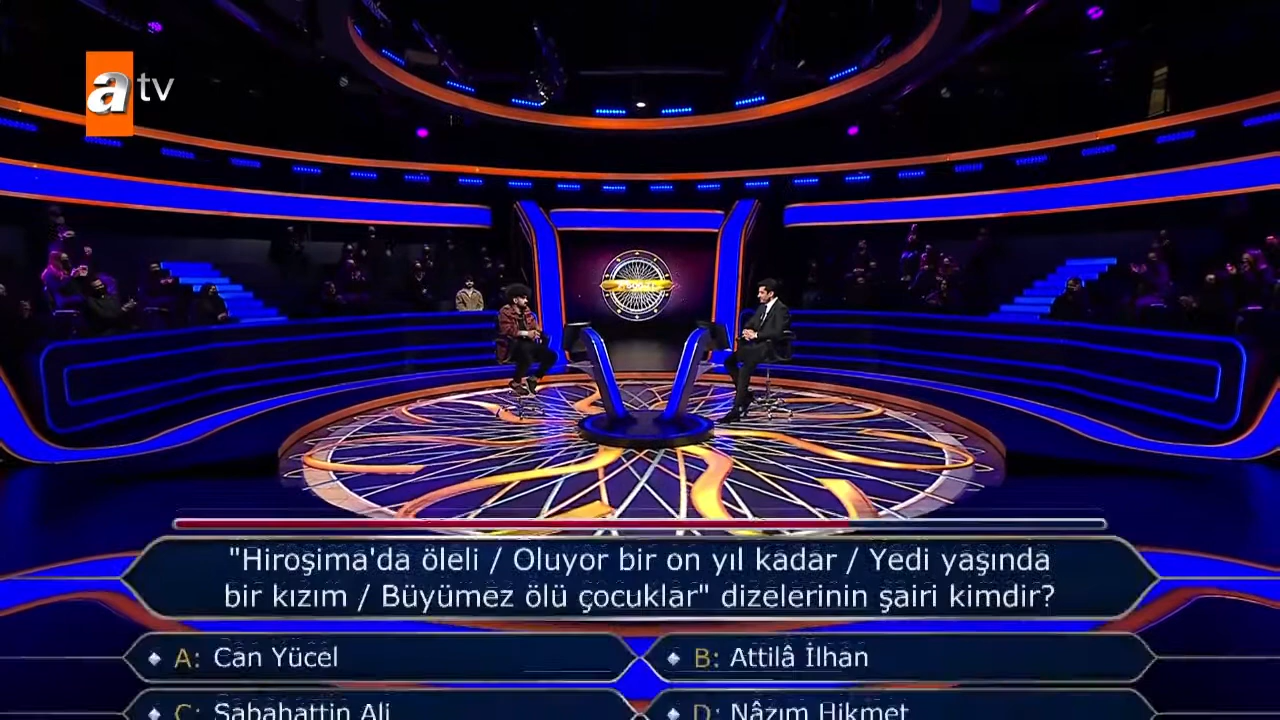 atv
"Hiroşima'da öleli / Oluyor bir on yıl kadar / Yedi yaşında
bir kızım / Büyümez ölü çocuklar" dizelerinin şairi kimdir?
A: Can Yücel
B: Attilâ İlhan
C: Sabahattin Ali
D: Nâzım Hikmet